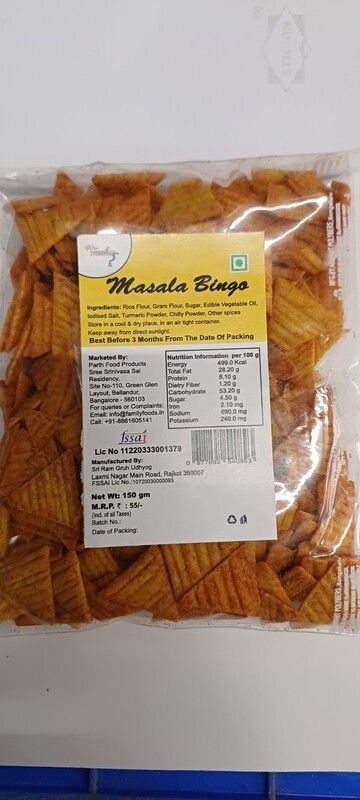 Family
Masala Bingo
Ingredients: Rice Flour, Gram Flour, Sugar, Edible Vegetable Oil,
Iodised Salt, Turmeric Powder, Chilly Powder, Other spices
Store in a cool & dry place, in an air tight container.
Keep away from direct sunlight.
Best Before 3 Months From The Date Of Packing
Marketed By:
Parth Food Products
Sree Srinivasa Sai
Residency,
Site No-110, Green Glen
Layout, Bellandur,
Bangalore - 560103
For queries or Complaints:
Email: info@familyfoods.in
Call: +91-8861605141
Nutrition Information per 100 g
Energy 499.0 Kcal
Total Fat 28.20 g
Protein 8.10 g
Dietry Fiber 1.20 g
Carbohydrate 53.20 g
Sugar 4.50 g
Iron 2.10 mg
Sodium 690.0 mg
Potassium 240.0 mg
fssai
Lic No 11220333001379
Manufactured By:
Sri Ram Gruh Udhyog
Laxmi Nagar Main Road, Rajkot 360007
FSSAI Lic No.:10720030000093
Net Wt: 150 gm
M.R.P. ₹ : 55/-
(Incl. of all Taxes)
Batch No.:
Date of Packing: